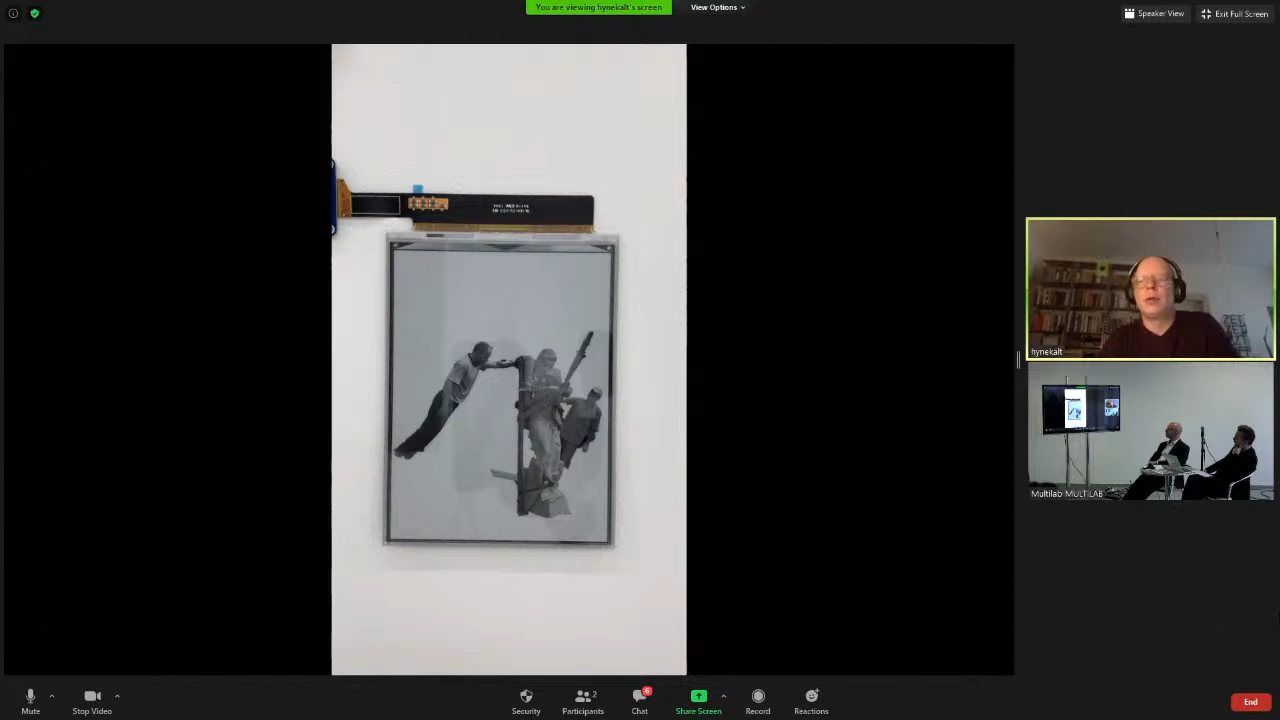 You are viewing hynekalt's screen
View Options
Speaker View
Exit Full Screen
hynekalt
Multilab MULTILAB
Mute
Stop Video
Security
Participants
2
Chat
6
Share Screen
Record
Reactions
End